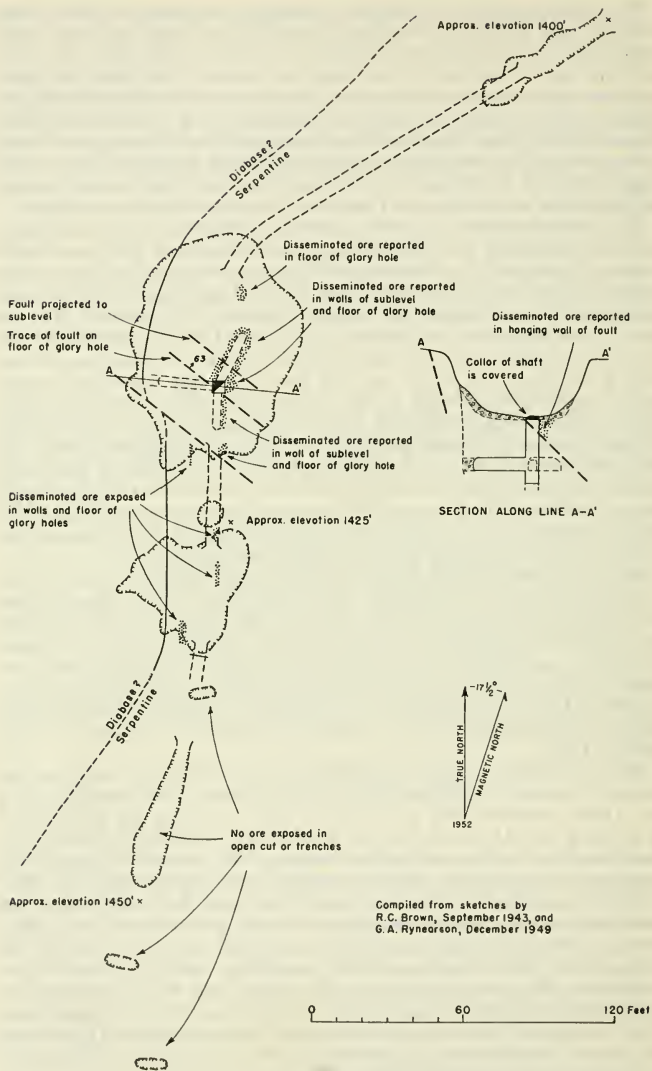 Approx. elevation 1400' ×
Diabase?
Serpentine
Disseminated ore reported
in floor of glory hole
Disseminated ore reported
in walls of sublevel
and floor of glory hole
Fault projected to
sublevel
Trace of fault on
floor of glory hole
63
A
A'
Disseminated ore reported
in hanging wall of fault
Collar of shaft
is covered
A
A'
Disseminated ore reported
in wall of sublevel
and floor of glory hole
SECTION ALONG LINE A-A'
Disseminated ore exposed
in walls and floor of
glory holes
× Approx. elevation 1425'
Diabase?
Serpentine
17½°
TRUE NORTH
MAGNETIC NORTH
1952
No ore exposed in
open cut or trenches
Approx. elevation 1450' ×
Compiled from sketches by
R.C. Brown, September 1943, and
G.A. Rynearson, December 1949
0 60 120 Feet